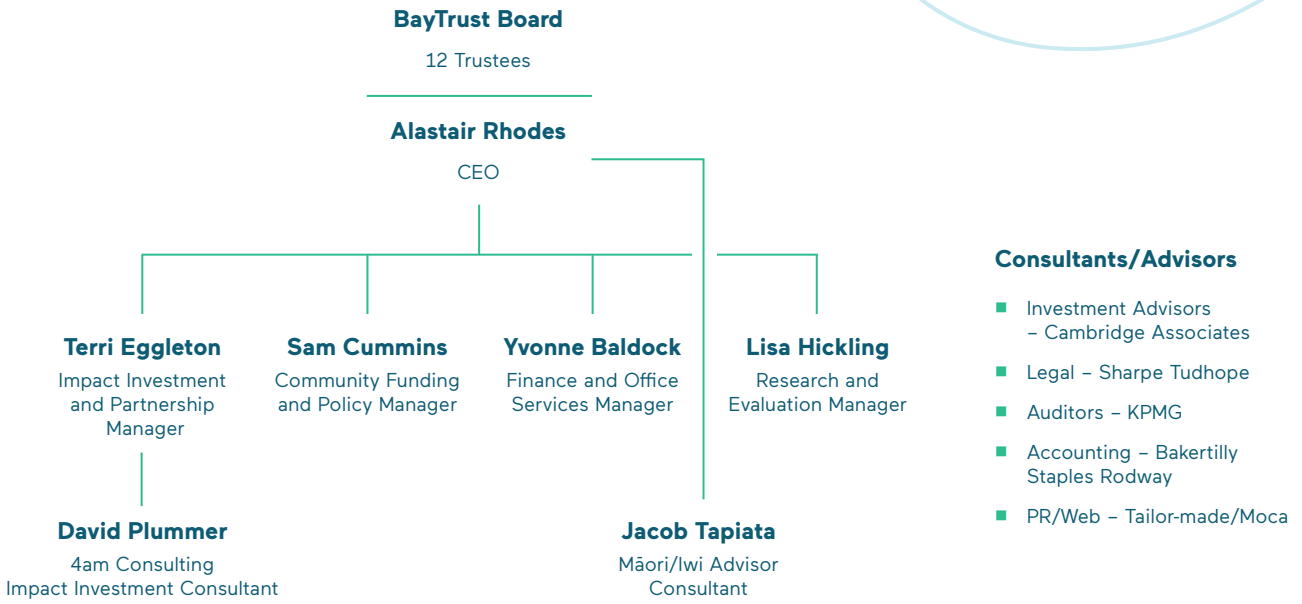 BayTrust Board
12 Trustees
Alastair Rhodes
CEO
Terri Eggleton
Impact Investment
and Partnership
Manager
Sam Cummins
Community Funding
and Policy Manager
Yvonne Baldock
Finance and Office
Services Manager
Lisa Hickling
Research and
Evaluation Manager
David Plummer
4am Consulting
Impact Investment Consultant
Jacob Tapiata
Māori/Iwi Advisor
Consultant
Consultants/Advisors
Investment Advisors
– Cambridge Associates
Legal – Sharpe Tudhope
Auditors – KPMG
Accounting – Bakertilly
Staples Rodway
PR/Web – Tailor-made/Moca